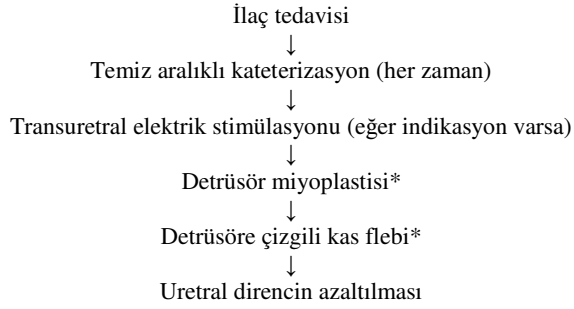 İlaç tedavisi
↓
Temiz aralıklı kateterizasyon (her zaman)
↓
Transuretral elektrik stimülasyonu (eğer indikasyon varsa)
↓
Detrüsör miyoplastisi*
↓
Detrüsöre çizgili kas flebi*
↓
Uretral direncin azaltılması